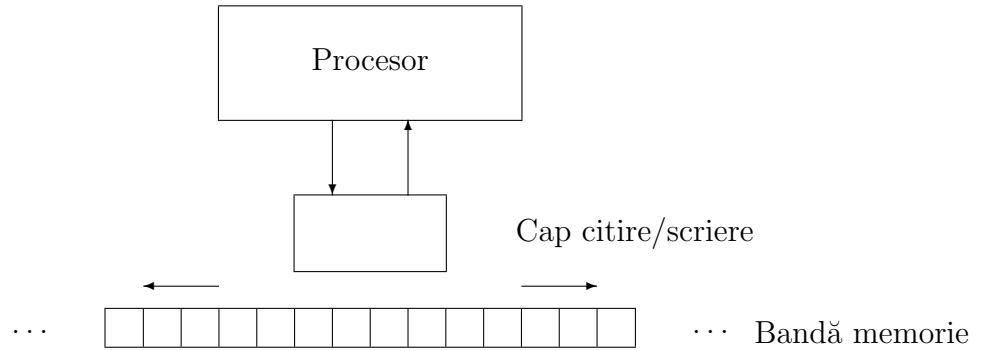 Procesor
Cap citire/scriere
··· ··· Bandă memorie